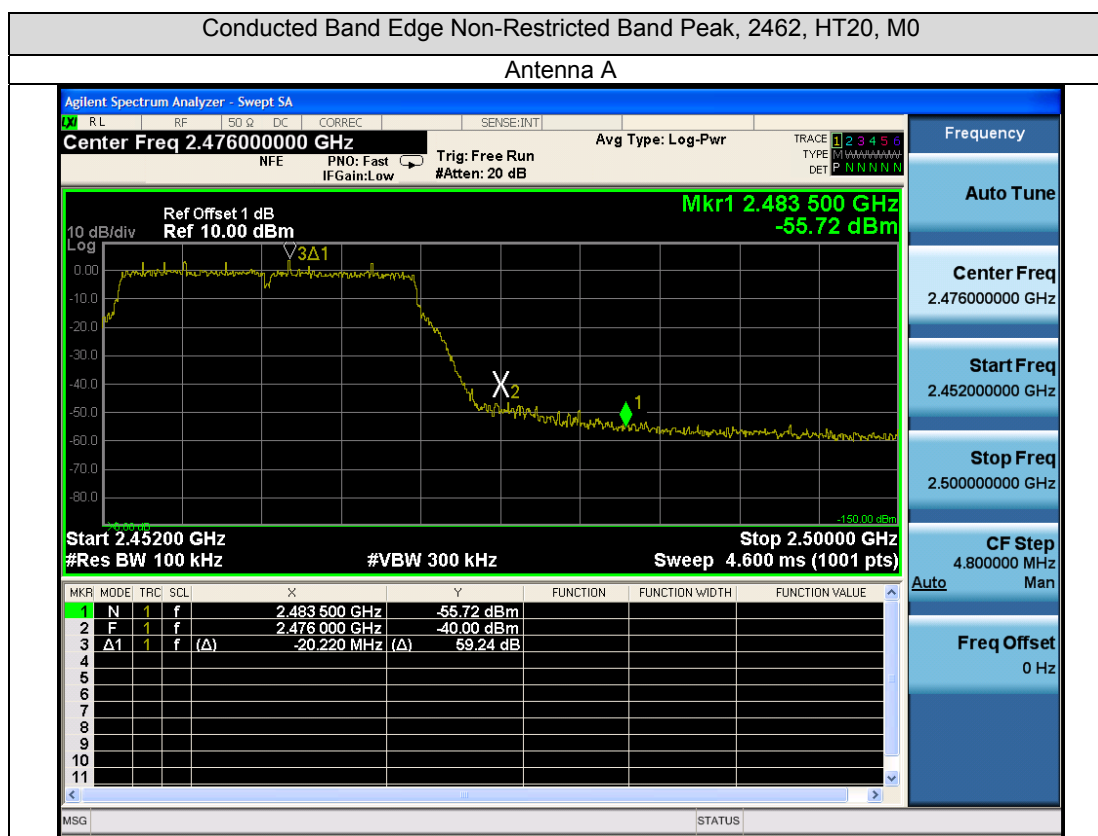 Conducted Band Edge Non-Restricted Band Peak, 2462, HT20, M0
Antenna A
Agilent Spectrum Analyzer - Swept SA
LXI RL RF 50 Ω DC CORREC SENSE:INT
Center Freq 2.476000000 GHz
NFE PNO: Fast IFGain:Low
Trig: Free Run
#Atten: 20 dB
Avg Type: Log-Pwr
TRACE 1 2 3 4 5 6
TYPE M WWWWW
DET P N N N N N
Mkr1 2.483 500 GHz
-55.72 dBm
Ref Offset 1 dB
10 dB/div Ref 10.00 dBm
Log
3Δ1
0.00
-10.0
-20.0
-30.0
-40.0
X2
1
-50.0
-60.0
-70.0
-80.0
-150.00 dBm
Start 2.45200 GHz Stop 2.50000 GHz
#Res BW 100 kHz #VBW 300 kHz Sweep 4.600 ms (1001 pts)
MKR MODE TRC SCL X Y FUNCTION FUNCTION WIDTH FUNCTION VALUE
1 N 1 f 2.483 500 GHz -55.72 dBm
2 F 1 f 2.476 000 GHz -40.00 dBm
3 Δ1 1 f (Δ) -20.220 MHz (Δ) 59.24 dB
4
5
6
7
8
9
10
11
MSG STATUS
Frequency
Auto Tune
Center Freq
2.476000000 GHz
Start Freq
2.452000000 GHz
Stop Freq
2.500000000 GHz
CF Step
4.800000 MHz
Auto Man
Freq Offset
0 Hz